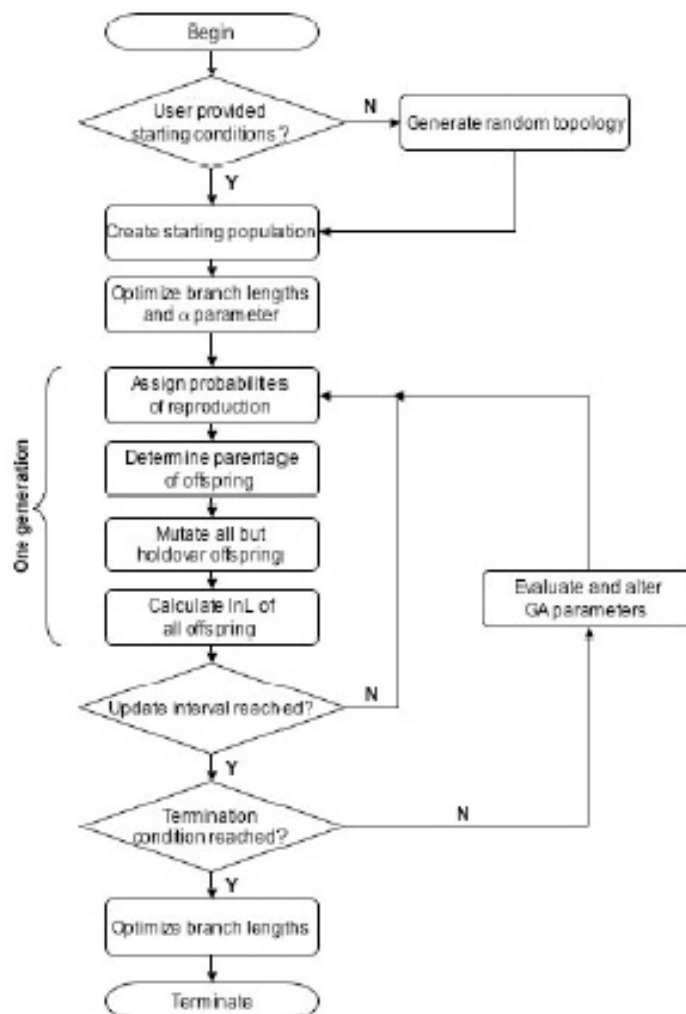 Begin
User provided
starting conditions?
N
Generate random topology
Y
Create starting population
Optimize branch lengths
and α parameter
One generation
Assign probabilities
of reproduction
Determine parentage
of offspring
Mutate all but
holdover offspring
Calculate lnL of
all offspring
Evaluate and alter
GA parameters
Update interval reached?
N
Y
Termination
condition reached?
N
Y
Optimize branch lengths
Terminate